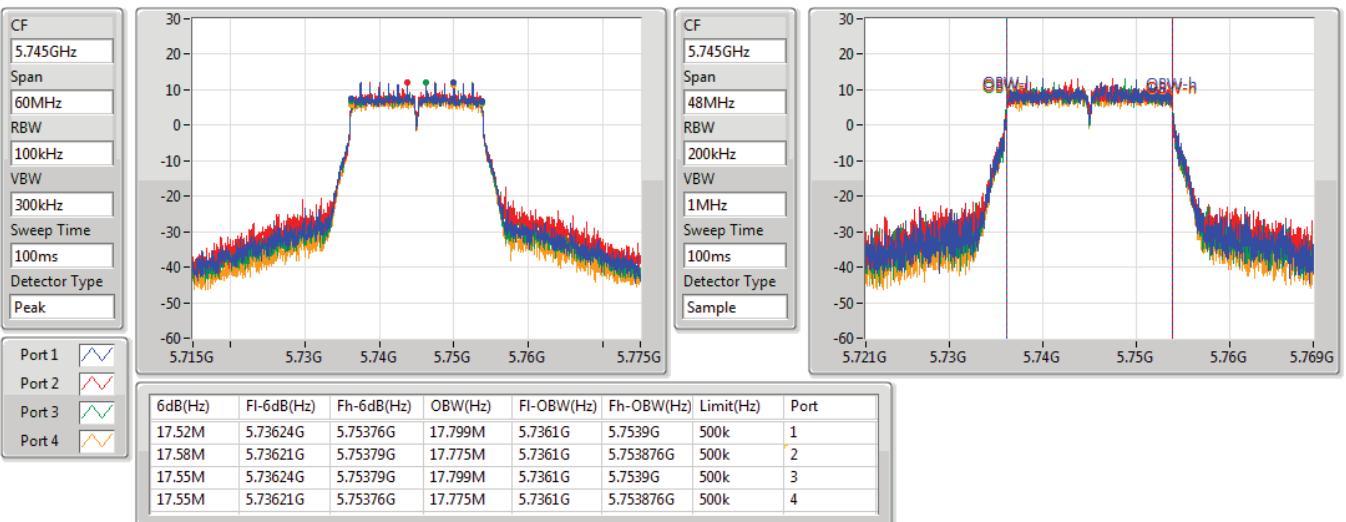 CF
5.745GHz
Span
60MHz
RBW
100kHz
VBW
300kHz
Sweep Time
100ms
Detector Type
Peak
30
20
10
0
-10
-20
-30
-40
-50
-60
5.715G 5.73G 5.74G 5.75G 5.76G 5.775G
CF
5.745GHz
Span
48MHz
RBW
200kHz
VBW
1MHz
Sweep Time
100ms
Detector Type
Sample
30
20
10
0
-10
-20
-30
-40
-50
-60
OBW-l OBW-h
5.721G 5.73G 5.74G 5.75G 5.76G 5.769G
Port 1
Port 2
Port 3
Port 4
6dB(Hz) Fl-6dB(Hz) Fh-6dB(Hz) OBW(Hz) Fl-OBW(Hz) Fh-OBW(Hz) Limit(Hz) Port
17.52M 5.73624G 5.75376G 17.799M 5.7361G 5.7539G 500k 1
17.58M 5.73621G 5.75379G 17.775M 5.7361G 5.753876G 500k 2
17.55M 5.73624G 5.75379G 17.799M 5.7361G 5.7539G 500k 3
17.55M 5.73621G 5.75376G 17.775M 5.7361G 5.753876G 500k 4